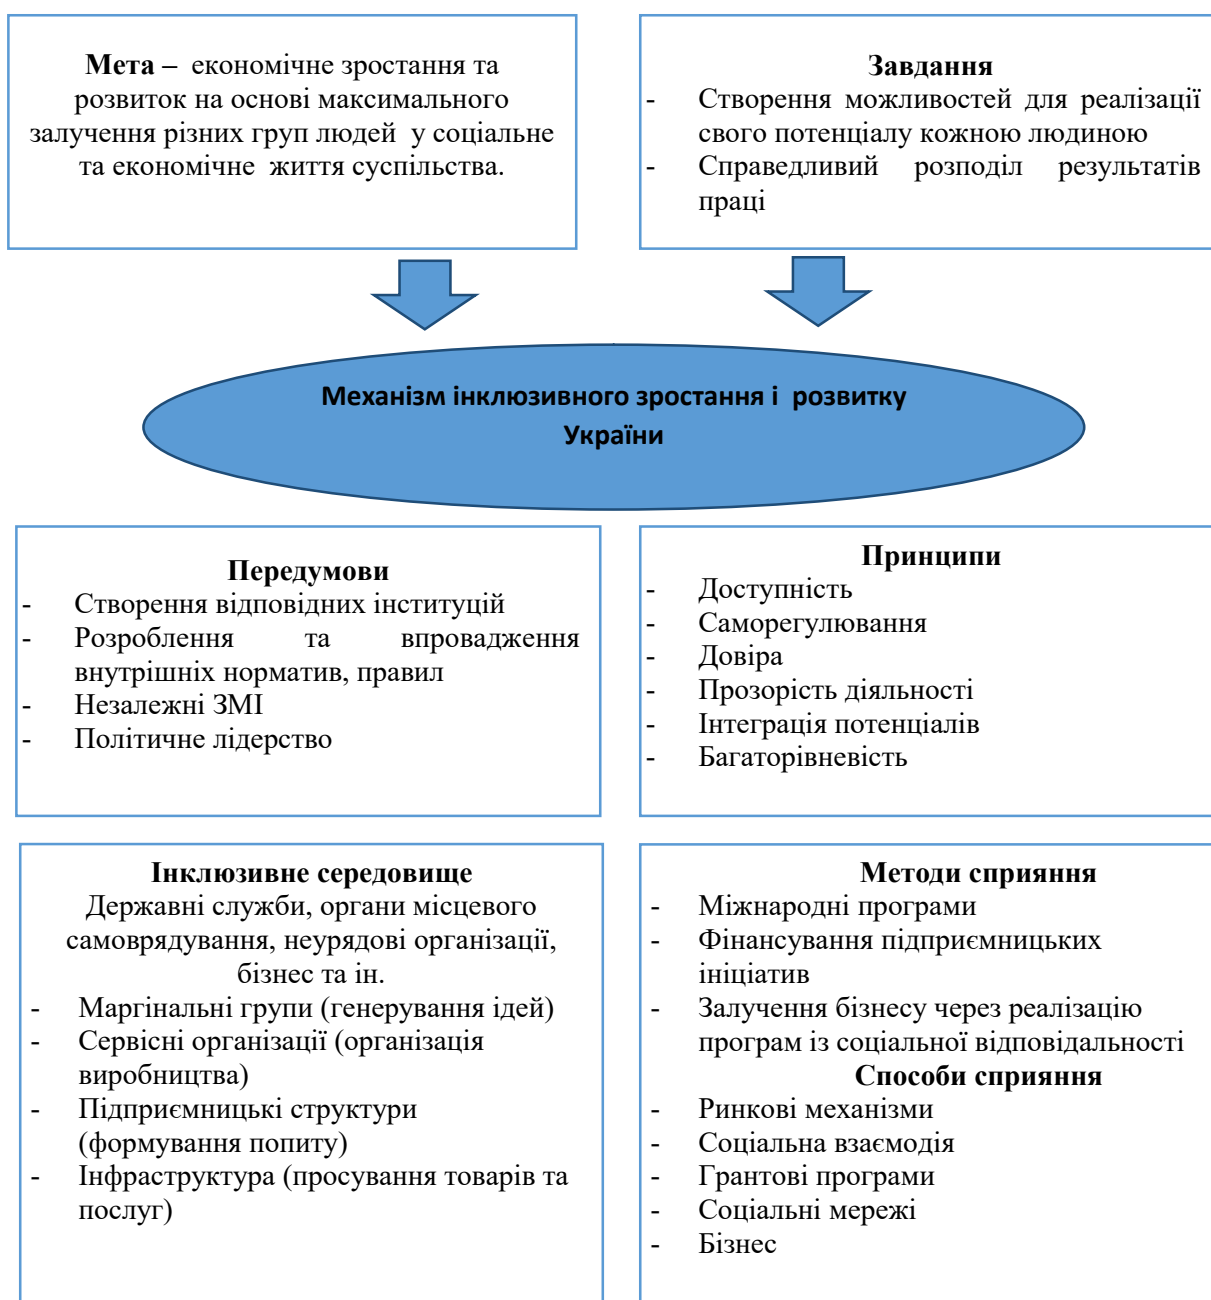 Мета – економічне зростання та
розвиток на основі максимального
залучення різних груп людей у соціальне
та економічне життя суспільства.
Завдання
- Створення можливостей для реалізації
свого потенціалу кожною людиною
- Справедливий розподіл результатів
праці
Механізм інклюзивного зростання і розвитку
України
Передумови
- Створення відповідних інституцій
- Розроблення та впровадження
внутрішніх норматив, правил
- Незалежні ЗМІ
- Політичне лідерство
Принципи
- Доступність
- Саморегулювання
- Довіра
- Прозорість діяльності
- Інтеграція потенціалів
- Багаторівневість
Інклюзивне середовище
Державні служби, органи місцевого
самоврядування, неурядові організації,
бізнес та ін.
- Маргінальні групи (генерування ідей)
- Сервісні організації (організація
виробництва)
- Підприємницькі структури
(формування попиту)
- Інфраструктура (просування товарів та
послуг)
Методи сприяння
- Міжнародні програми
- Фінансування підприємницьких
ініціатив
- Залучення бізнесу через реалізацію
програм із соціальної відповідальності
Способи сприяння
- Ринкові механізми
- Соціальна взаємодія
- Грантові програми
- Соціальні мережі
- Бізнес